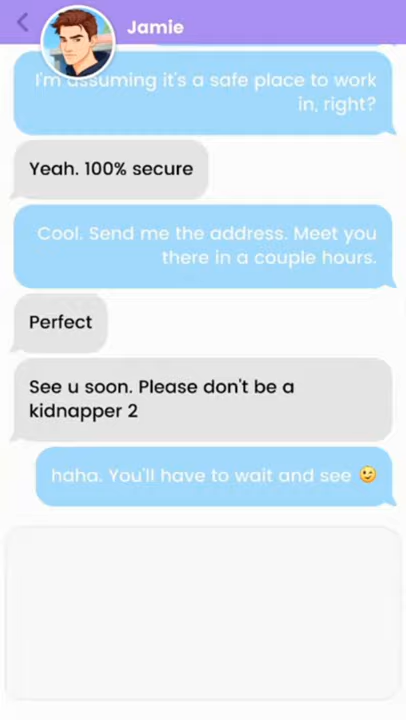 Jamie
I'm assuming it's a safe place to work
in, right?
Yeah. 100% secure
Cool. Send me the address. Meet you
there in a couple hours.
Perfect
See u soon. Please don't be a
kidnapper 2
haha. You'll have to wait and see 😉